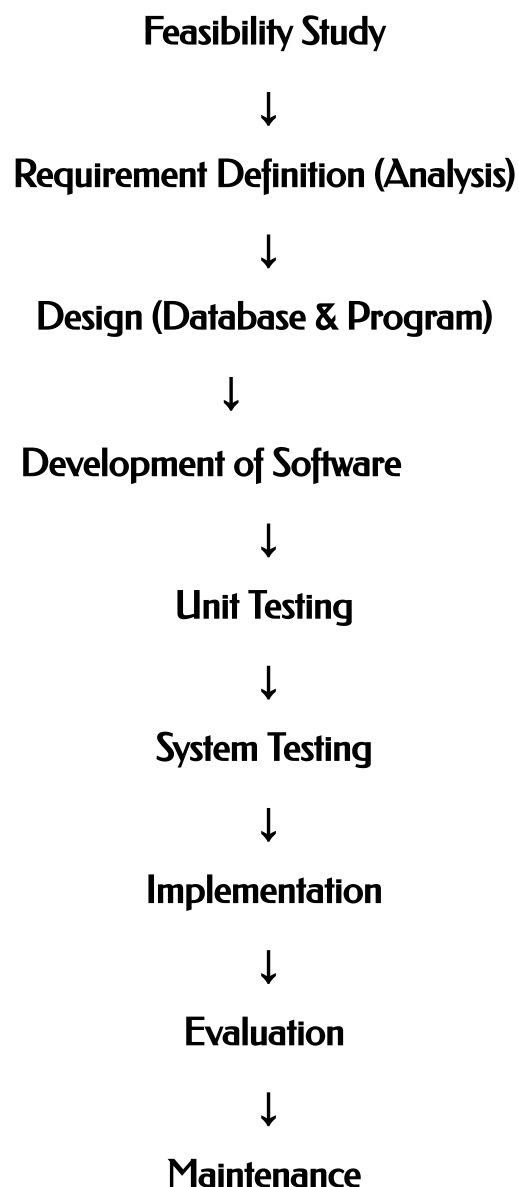 Feasibility Study
↓
Requirement Definition (Analysis)
↓
Design (Database & Program)
↓
Development of Software
↓
Unit Testing
↓
System Testing
↓
Implementation
↓
Evaluation
↓
Maintenance